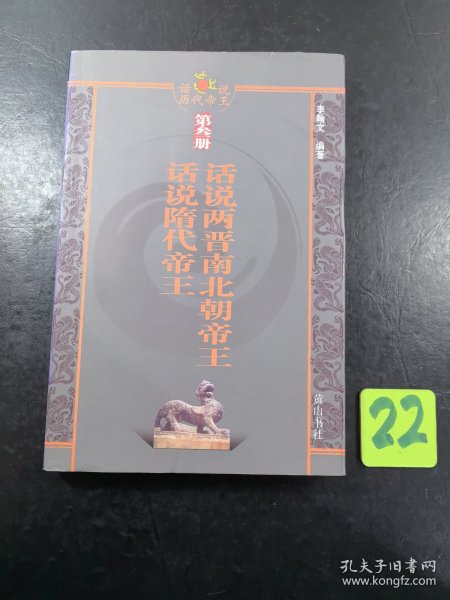 话说
历代帝王
第叁册
话说两晋南北朝帝王
话说隋代帝王
李翰文 编著
黄山书社
22
孔夫子旧书网
www.kongfz.com